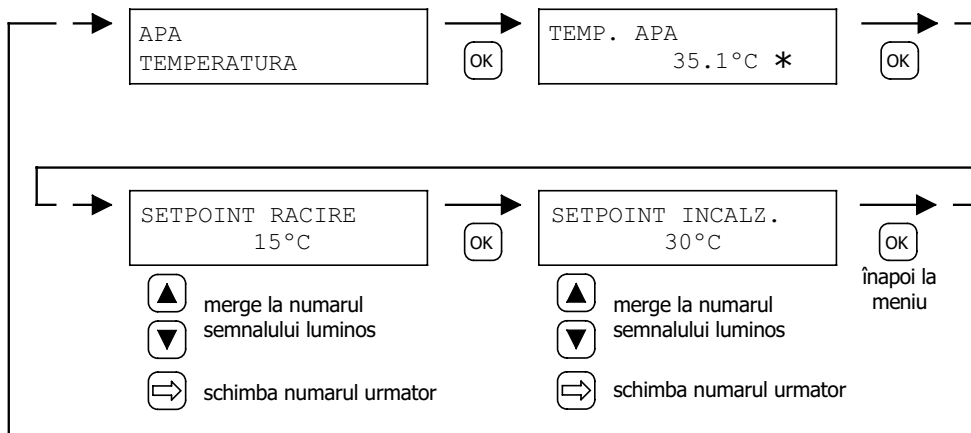 APA
TEMPERATURA
OK
TEMP. APA
35.1°C *
OK
SETPOINT RACIRE
15°C
OK
SETPOINT INCALZ.
30°C
OK
înapoi la
meniu
merge la numarul
semnalului luminos
schimba numarul urmator
merge la numarul
semnalului luminos
schimba numarul urmator